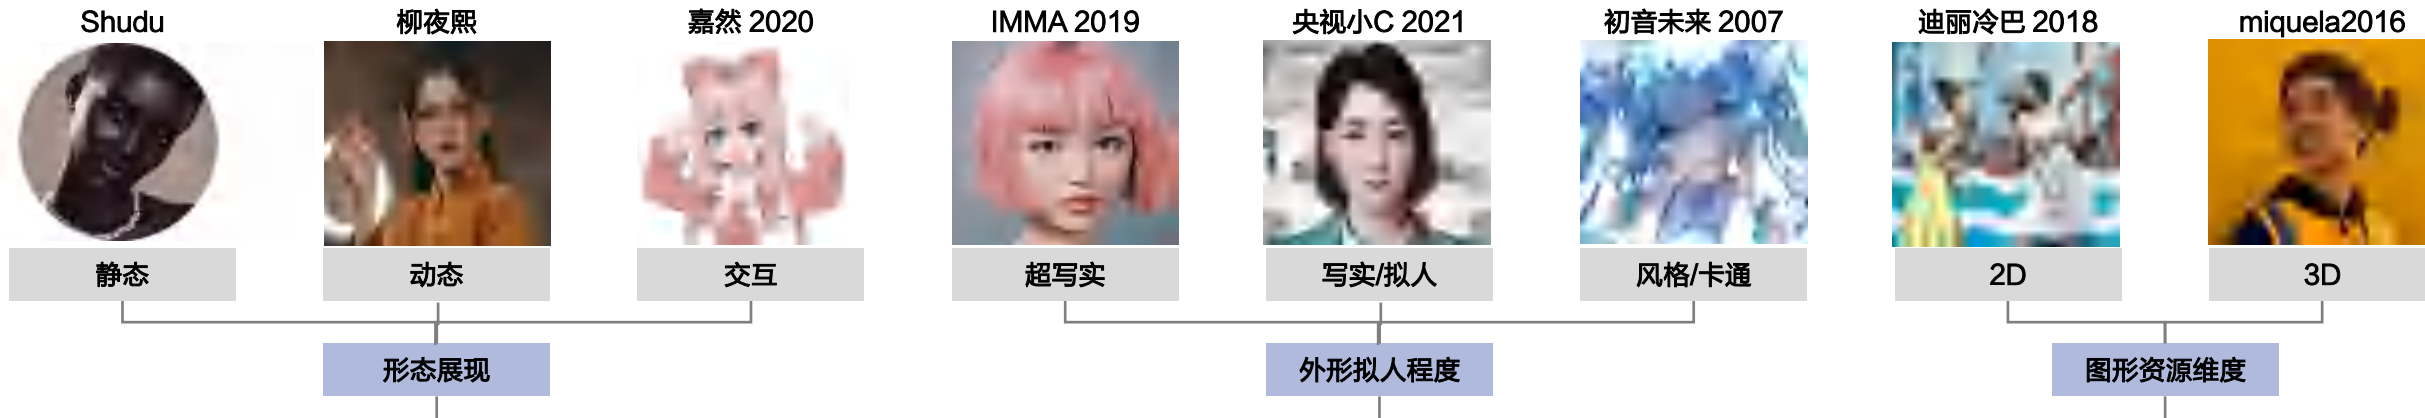 Shudu 柳夜熙 嘉然 2020 IMMA 2019 央视小C 2021 初音未来 2007 迪丽冷巴 2018 miquela2016
静态 动态 交互 超写实 写实/拟人 风格/卡通 2D 3D
形态展现 外形拟人程度 图形资源维度